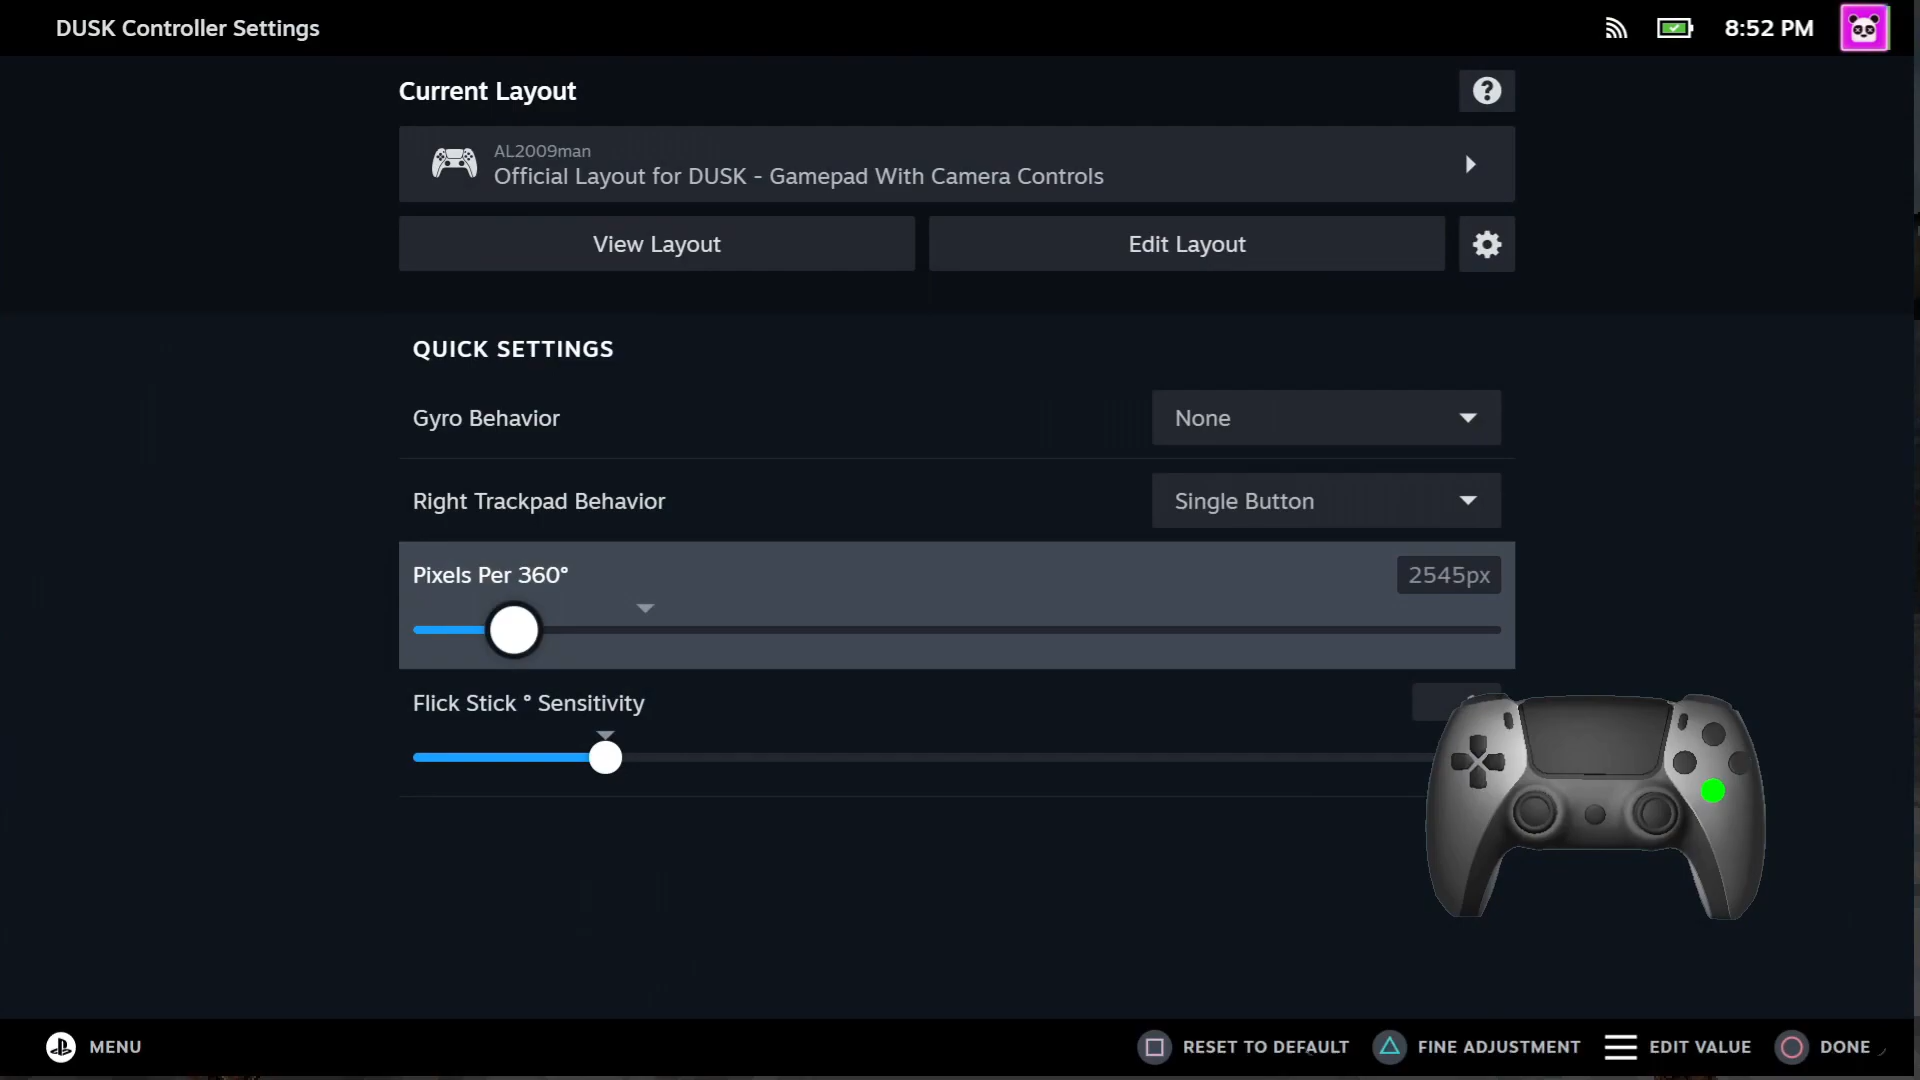 DUSK Controller Settings
8:52 PM
Current Layout
?
AL2009man
Official Layout for DUSK - Gamepad With Camera Controls
View Layout
Edit Layout
QUICK SETTINGS
Gyro Behavior
None
Right Trackpad Behavior
Single Button
Pixels Per 360°
2545px
Flick Stick ° Sensitivity
MENU
RESET TO DEFAULT
FINE ADJUSTMENT
EDIT VALUE
DONE